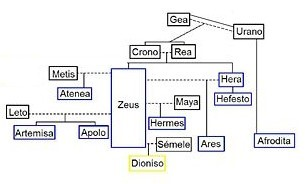 Gea
Urano
Crono
Rea
Metis
Hera
Atenea
Zeus
Maya
Hefesto
Leto
Hermes
Artemisa
Apolo
Sémele
Ares
Afrodita
Dioniso